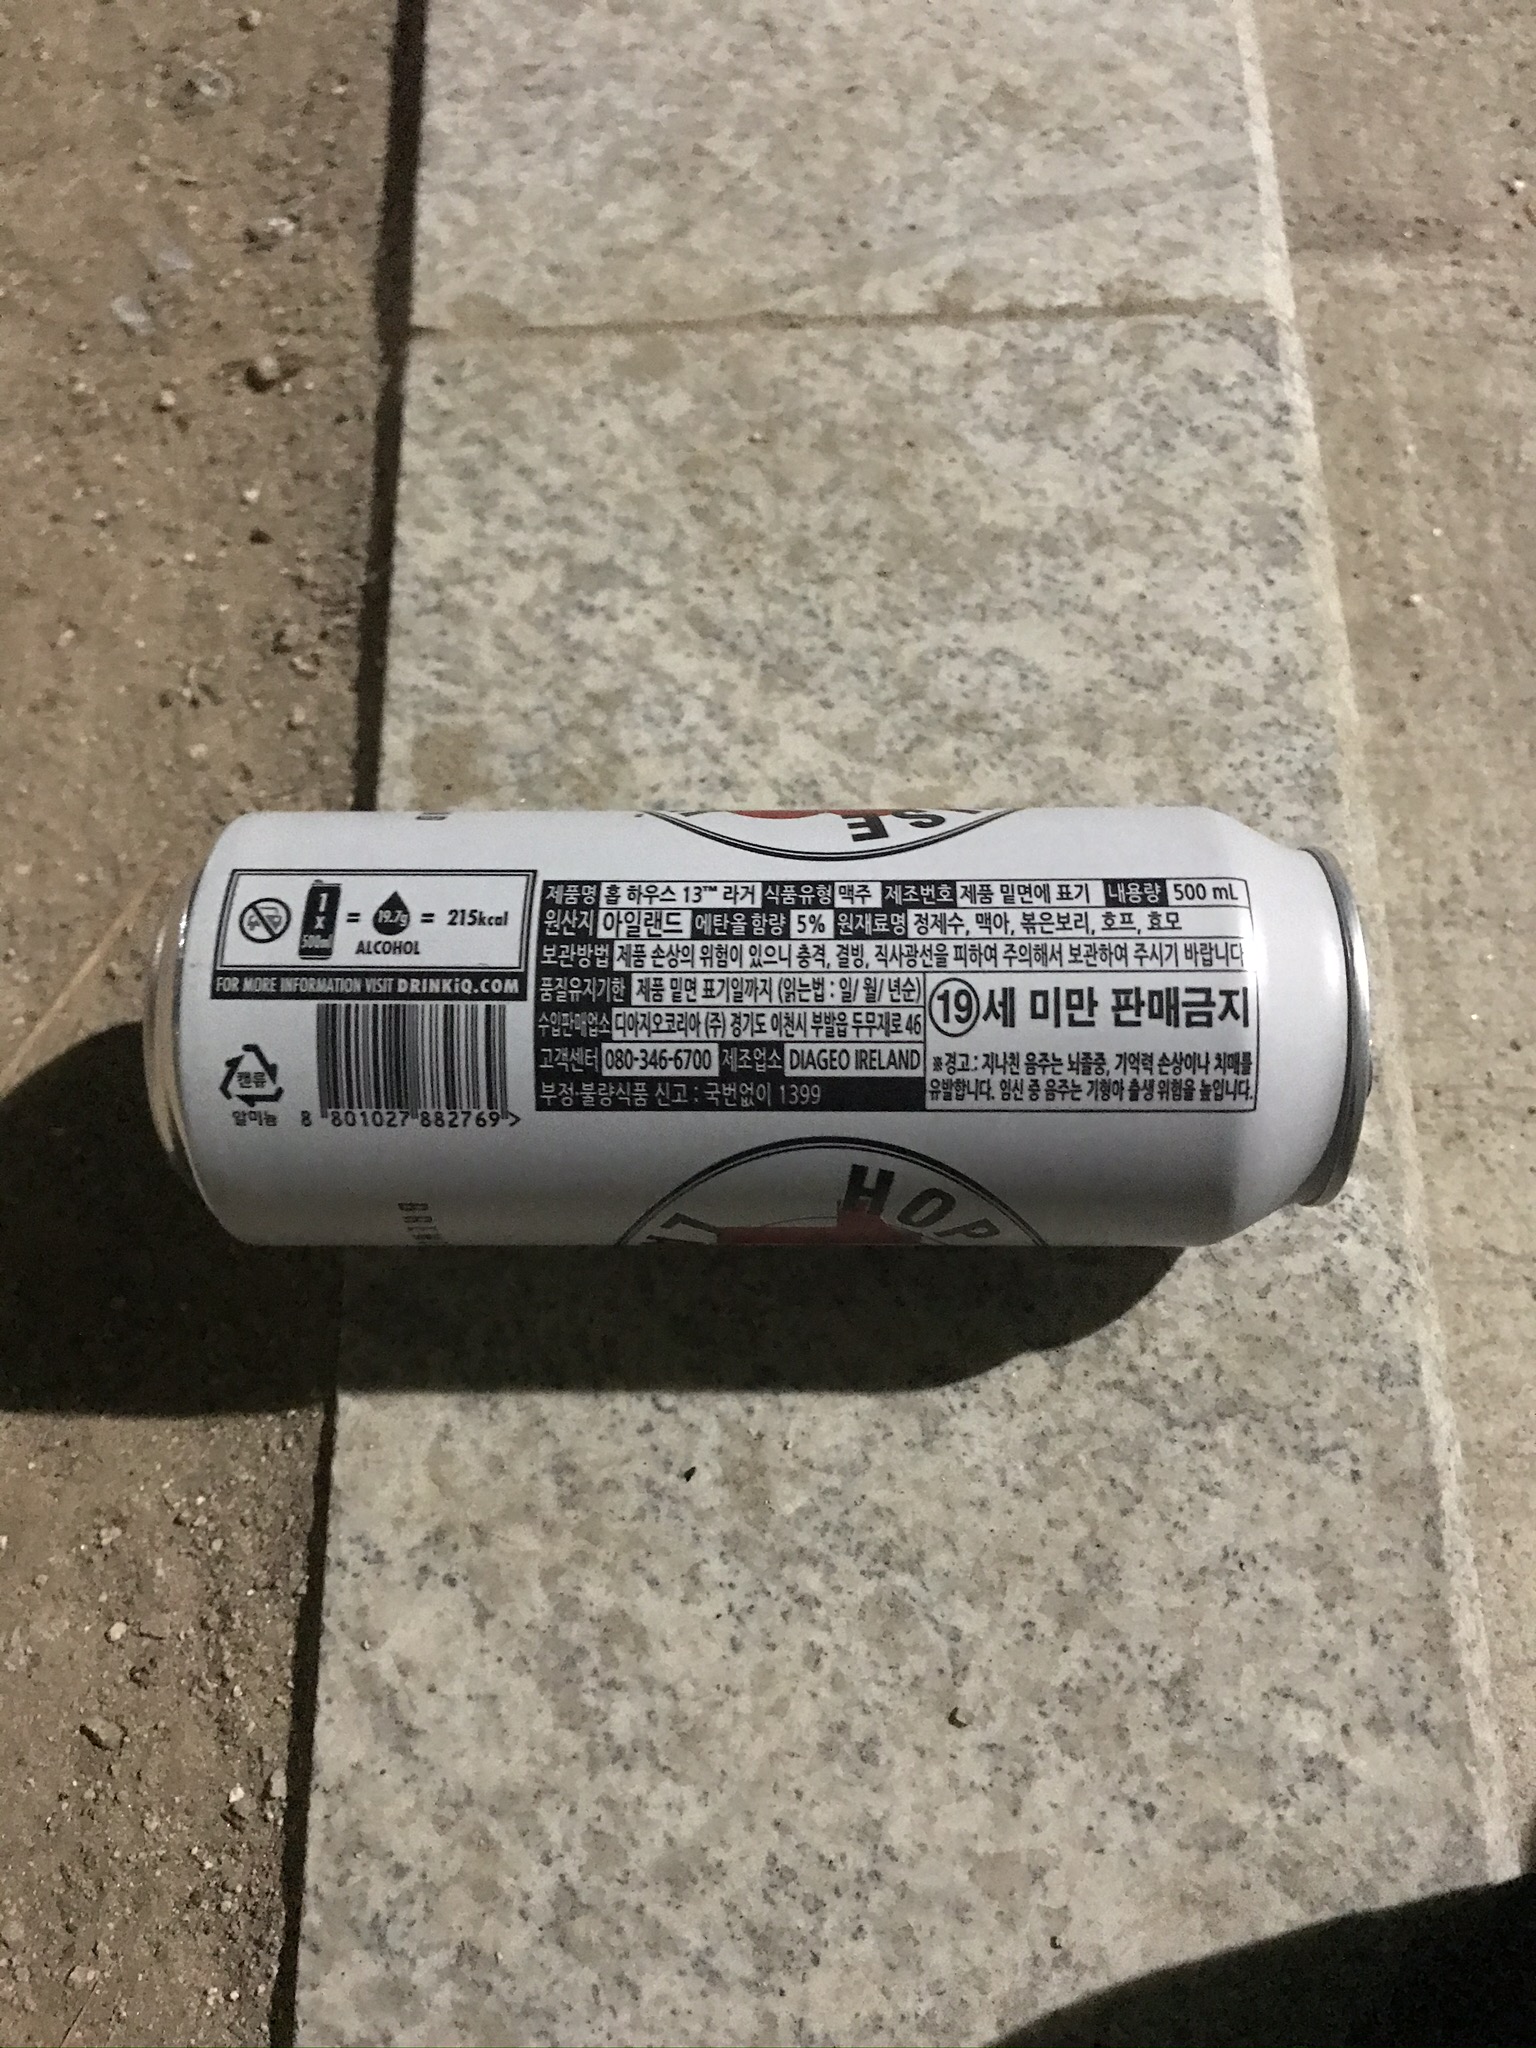 SE
1
x
500ml
=
19.7g
= 215kcal
ALCOHOL
FOR MORE INFORMATION VISIT DRINKiQ.COM
캔류
알미늄
8 801027 882769 >
제품명 홉 하우스 13™ 라거 식품유형 맥주 제조번호 제품 밑면에 표기 내용량 500 mL
원산지 아일랜드 에탄올 함량 5% 원재료명 정제수, 맥아, 볶은보리, 호프, 효모
보관방법 제품 손상의 위험이 있으니 충격, 결빙, 직사광선을 피하여 주의해서 보관하여 주시기 바랍니다
품질유지기한 제품 밑면 표기일까지 (읽는법 : 일/ 월/ 년순)
수입판매업소 디아지오코리아 (주) 경기도 이천시 부발읍 두무재로 46
고객센터 080-346-6700 제조업소 DIAGEO IRELAND
부정·불량식품 신고 : 국번없이 1399
19세 미만 판매금지
※경고 : 지나친 음주는 뇌졸중, 기억력 손상이나 치매를
유발합니다. 임신 중 음주는 기형아 출생 위험을 높입니다.
HOP